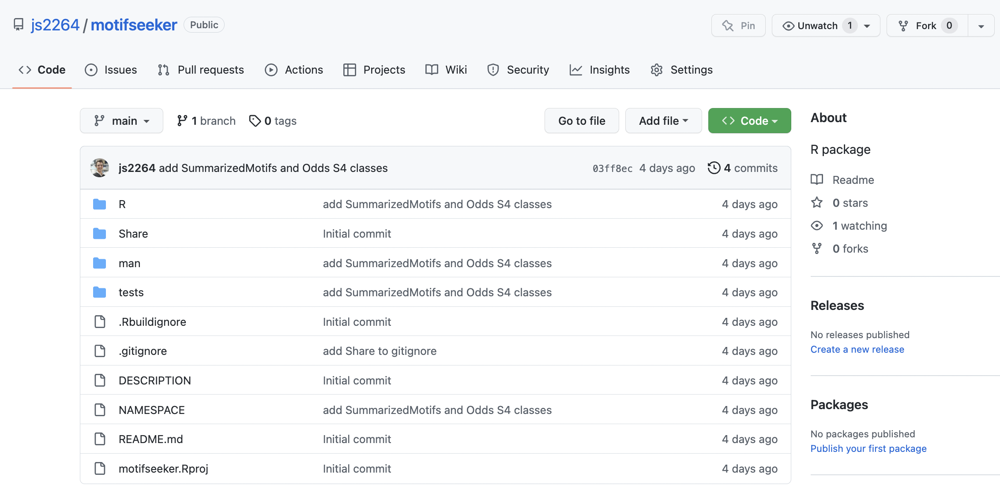 js2264 / motifseeker Public
Pin Unwatch 1 Fork 0
Code Issues Pull requests Actions Projects Wiki Security Insights Settings
main 1 branch 0 tags Go to file Add file Code
js2264 add SummarizedMotifs and Odds S4 classes 03ff8ec 4 days ago 4 commits
R add SummarizedMotifs and Odds S4 classes 4 days ago
Share Initial commit 4 days ago
man add SummarizedMotifs and Odds S4 classes 4 days ago
tests add SummarizedMotifs and Odds S4 classes 4 days ago
.Rbuildignore Initial commit 4 days ago
.gitignore add Share to gitignore 4 days ago
DESCRIPTION Initial commit 4 days ago
NAMESPACE add SummarizedMotifs and Odds S4 classes 4 days ago
README.md Initial commit 4 days ago
motifseeker.Rproj Initial commit 4 days ago
About
R package
Readme
0 stars
1 watching
0 forks
Releases
No releases published
Create a new release
Packages
No packages published
Publish your first package